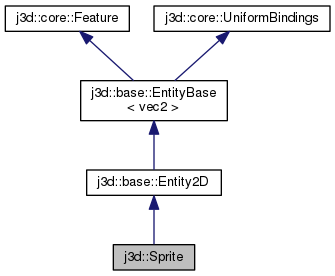 j3d::core::Feature
j3d::core::UniformBindings
j3d::base::EntityBase
< vec2 >
j3d::base::Entity2D
j3d::Sprite